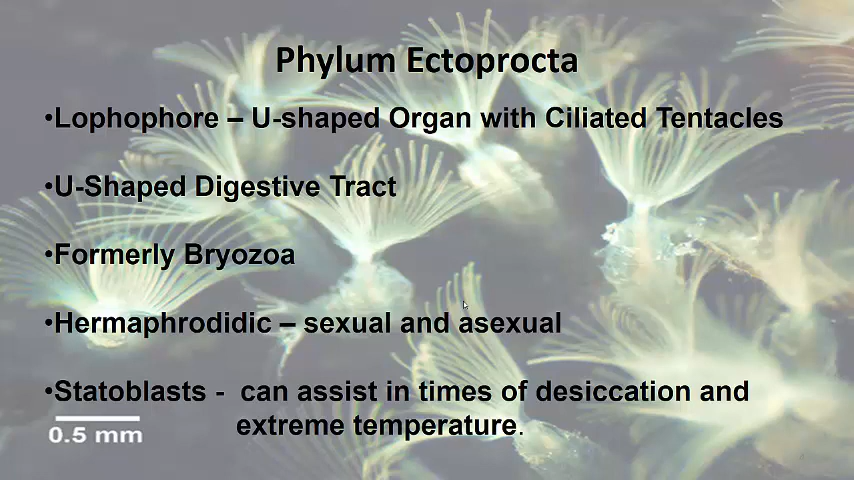 Phylum Ectoprocta
•Lophophore – U-shaped Organ with Ciliated Tentacles
•U-Shaped Digestive Tract
•Formerly Bryozoa
•Hermaphrodidic – sexual and asexual
•Statoblasts - can assist in times of desiccation and
extreme temperature.
0.5 mm